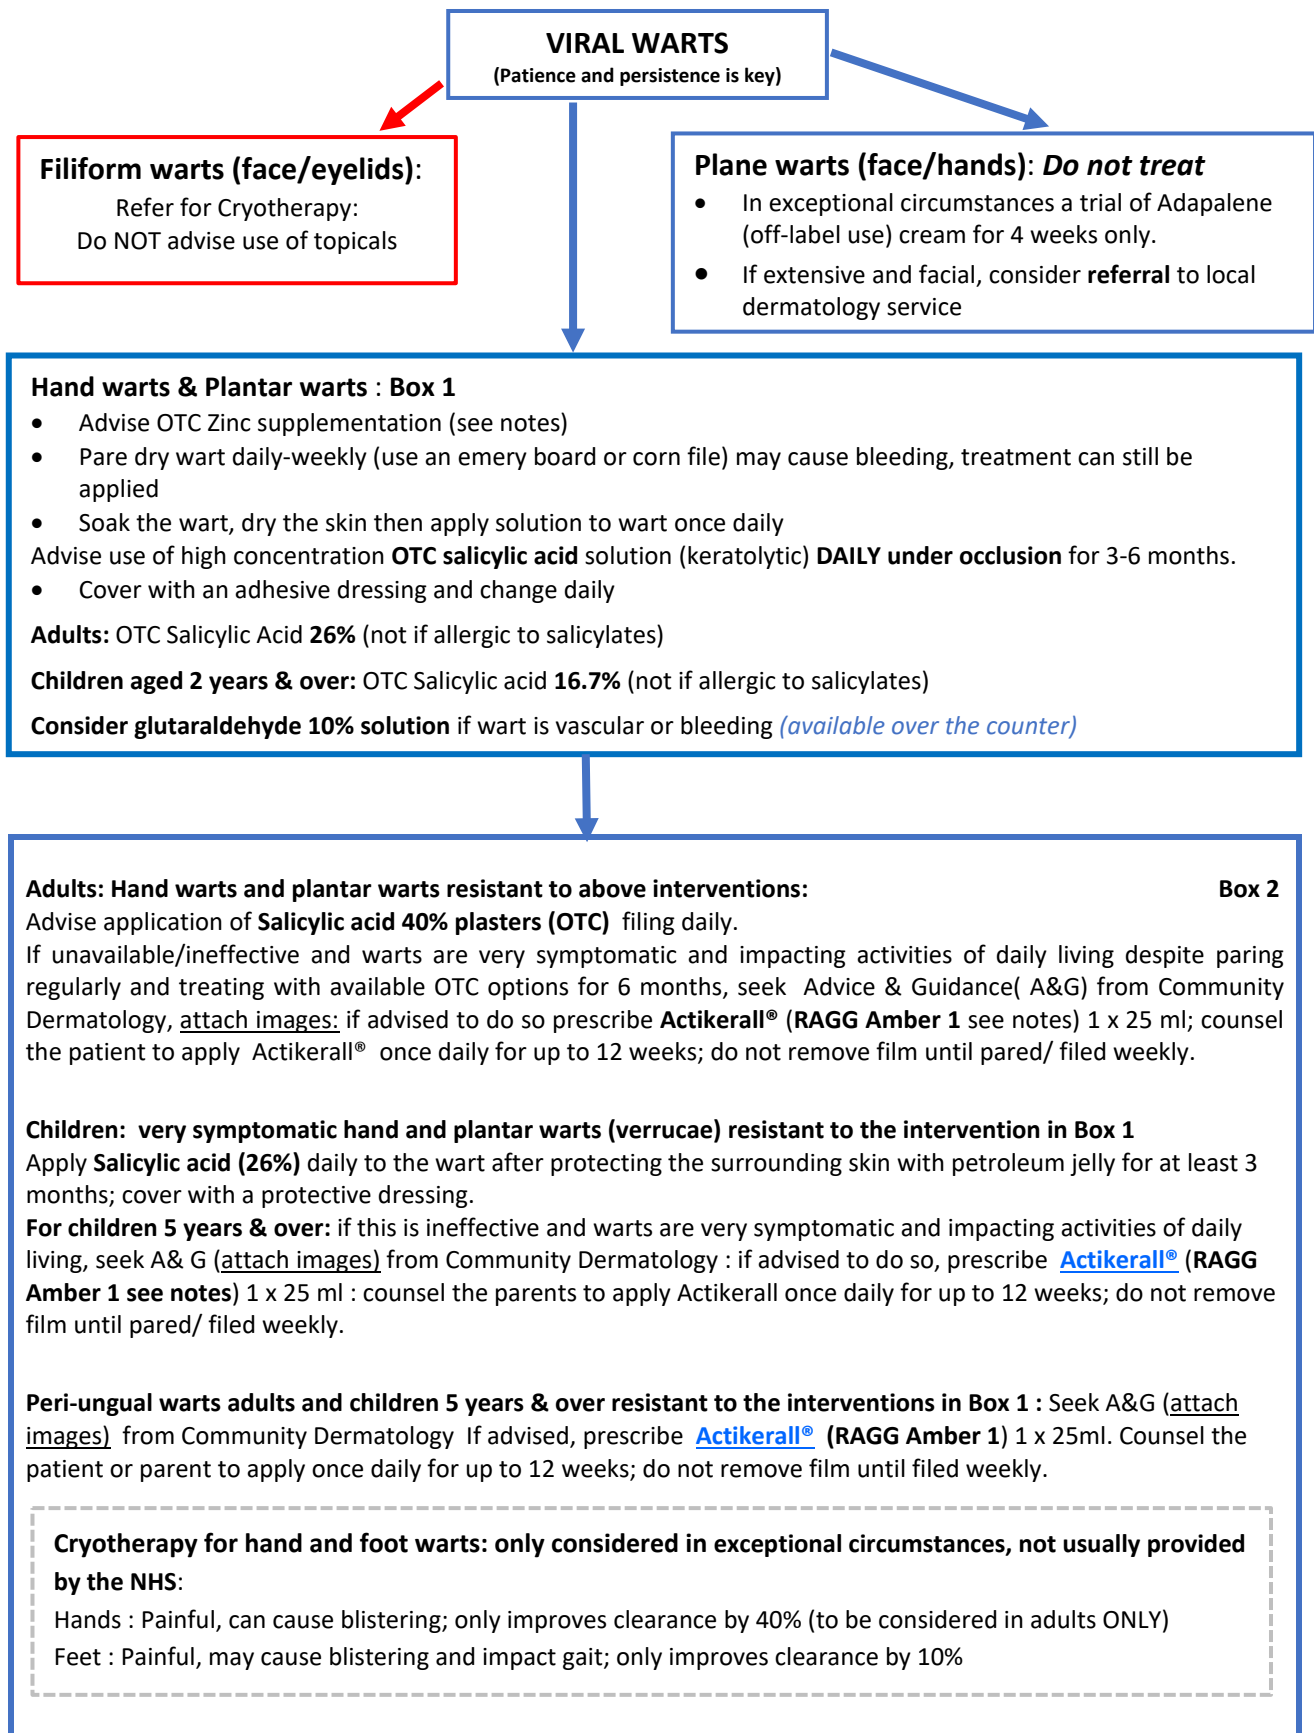 VIRAL WARTS
(Patience and persistence is key)
Filiform warts (face/eyelids):
Refer for Cryotherapy:
Do NOT advise use of topicals
Plane warts (face/hands): Do not treat
• In exceptional circumstances a trial of Adapalene
(off-label use) cream for 4 weeks only.
• If extensive and facial, consider referral to local
dermatology service
Hand warts & Plantar warts : Box 1
• Advise OTC Zinc supplementation (see notes)
• Pare dry wart daily-weekly (use an emery board or corn file) may cause bleeding, treatment can still be
applied
• Soak the wart, dry the skin then apply solution to wart once daily
Advise use of high concentration OTC salicylic acid solution (keratolytic) DAILY under occlusion for 3-6 months.
• Cover with an adhesive dressing and change daily
Adults: OTC Salicylic Acid 26% (not if allergic to salicylates)
Children aged 2 years & over: OTC Salicylic acid 16.7% (not if allergic to salicylates)
Consider glutaraldehyde 10% solution if wart is vascular or bleeding (available over the counter)
Adults: Hand warts and plantar warts resistant to above interventions: Box 2
Advise application of Salicylic acid 40% plasters (OTC) filing daily.
If unavailable/ineffective and warts are very symptomatic and impacting activities of daily living despite paring
regularly and treating with available OTC options for 6 months, seek Advice & Guidance( A&G) from Community
Dermatology, attach images: if advised to do so prescribe Actikerall® (RAGG Amber 1 see notes) 1 x 25 ml; counsel
the patient to apply Actikerall® once daily for up to 12 weeks; do not remove film until pared/ filed weekly.
Children: very symptomatic hand and plantar warts (verrucae) resistant to the intervention in Box 1
Apply Salicylic acid (26%) daily to the wart after protecting the surrounding skin with petroleum jelly for at least 3
months; cover with a protective dressing.
For children 5 years & over: if this is ineffective and warts are very symptomatic and impacting activities of daily
living, seek A& G (attach images) from Community Dermatology : if advised to do so, prescribe Actikerall® (RAGG
Amber 1 see notes) 1 x 25 ml : counsel the parents to apply Actikerall once daily for up to 12 weeks; do not remove
film until pared/ filed weekly.
Peri-ungual warts adults and children 5 years & over resistant to the interventions in Box 1 : Seek A&G (attach
images) from Community Dermatology If advised, prescribe Actikerall® (RAGG Amber 1) 1 x 25ml. Counsel the
patient or parent to apply once daily for up to 12 weeks; do not remove film until filed weekly.
Cryotherapy for hand and foot warts: only considered in exceptional circumstances, not usually provided
by the NHS:
Hands : Painful, can cause blistering; only improves clearance by 40% (to be considered in adults ONLY)
Feet : Painful, may cause blistering and impact gait; only improves clearance by 10%